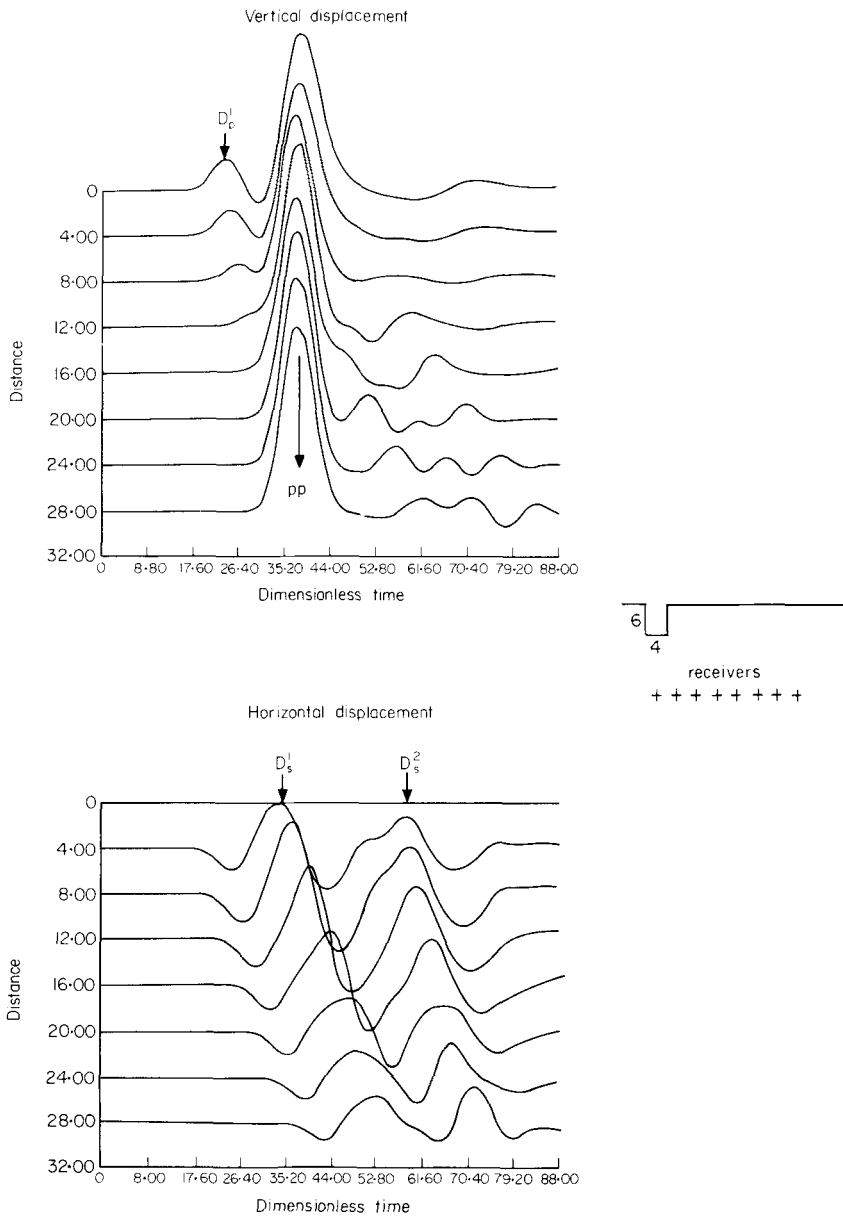 Vertical displacement
D¹ₚ
0
4·00
8·00
12·00
16·00
20·00
24·00
28·00
32·00
Distance
pp
0 8·80 17·60 26·40 35·20 44·00 52·80 61·60 70·40 79·20 88·00
Dimensionless time
6
4
receivers
Horizontal displacement
D¹ₛ D²ₛ
0
4·00
8·00
12·00
16·00
20·00
24·00
28·00
32·00
Distance
0 8·00 17·60 26·40 35·20 44·00 52·80 61·60 70·40 79·20 88·00
Dimensionless time